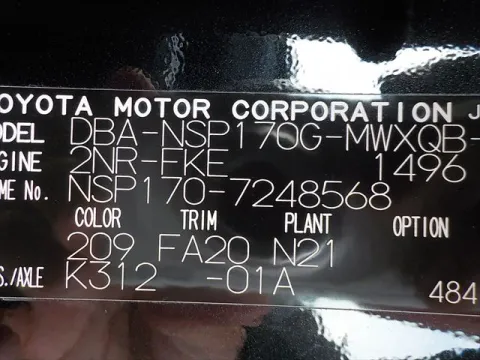 OYOTA MOTOR CORPORATION J
MODEL DBA-NSP170G-MWXQB-
GINE 2NR-FKE 1496
ME No. NSP170-7248568
COLOR TRIM PLANT OPTION
209 FA20 N21
S./AXLE K312 -01A
484